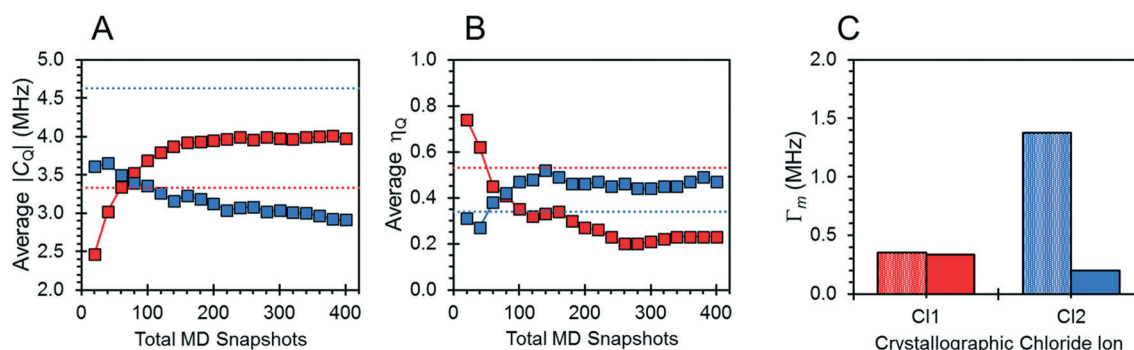 A
Average |C_Q| (MHz)
5.0
4.5
4.0
3.5
3.0
2.5
2.0
0
100
200
300
400
Total MD Snapshots
B
Average η_Q
1.0
0.8
0.6
0.4
0.2
0.0
0
100
200
300
400
Total MD Snapshots
C
Γ_m (MHz)
2.0
1.5
1.0
0.5
0.0
Cl1
Cl2
Crystallographic Chloride Ion